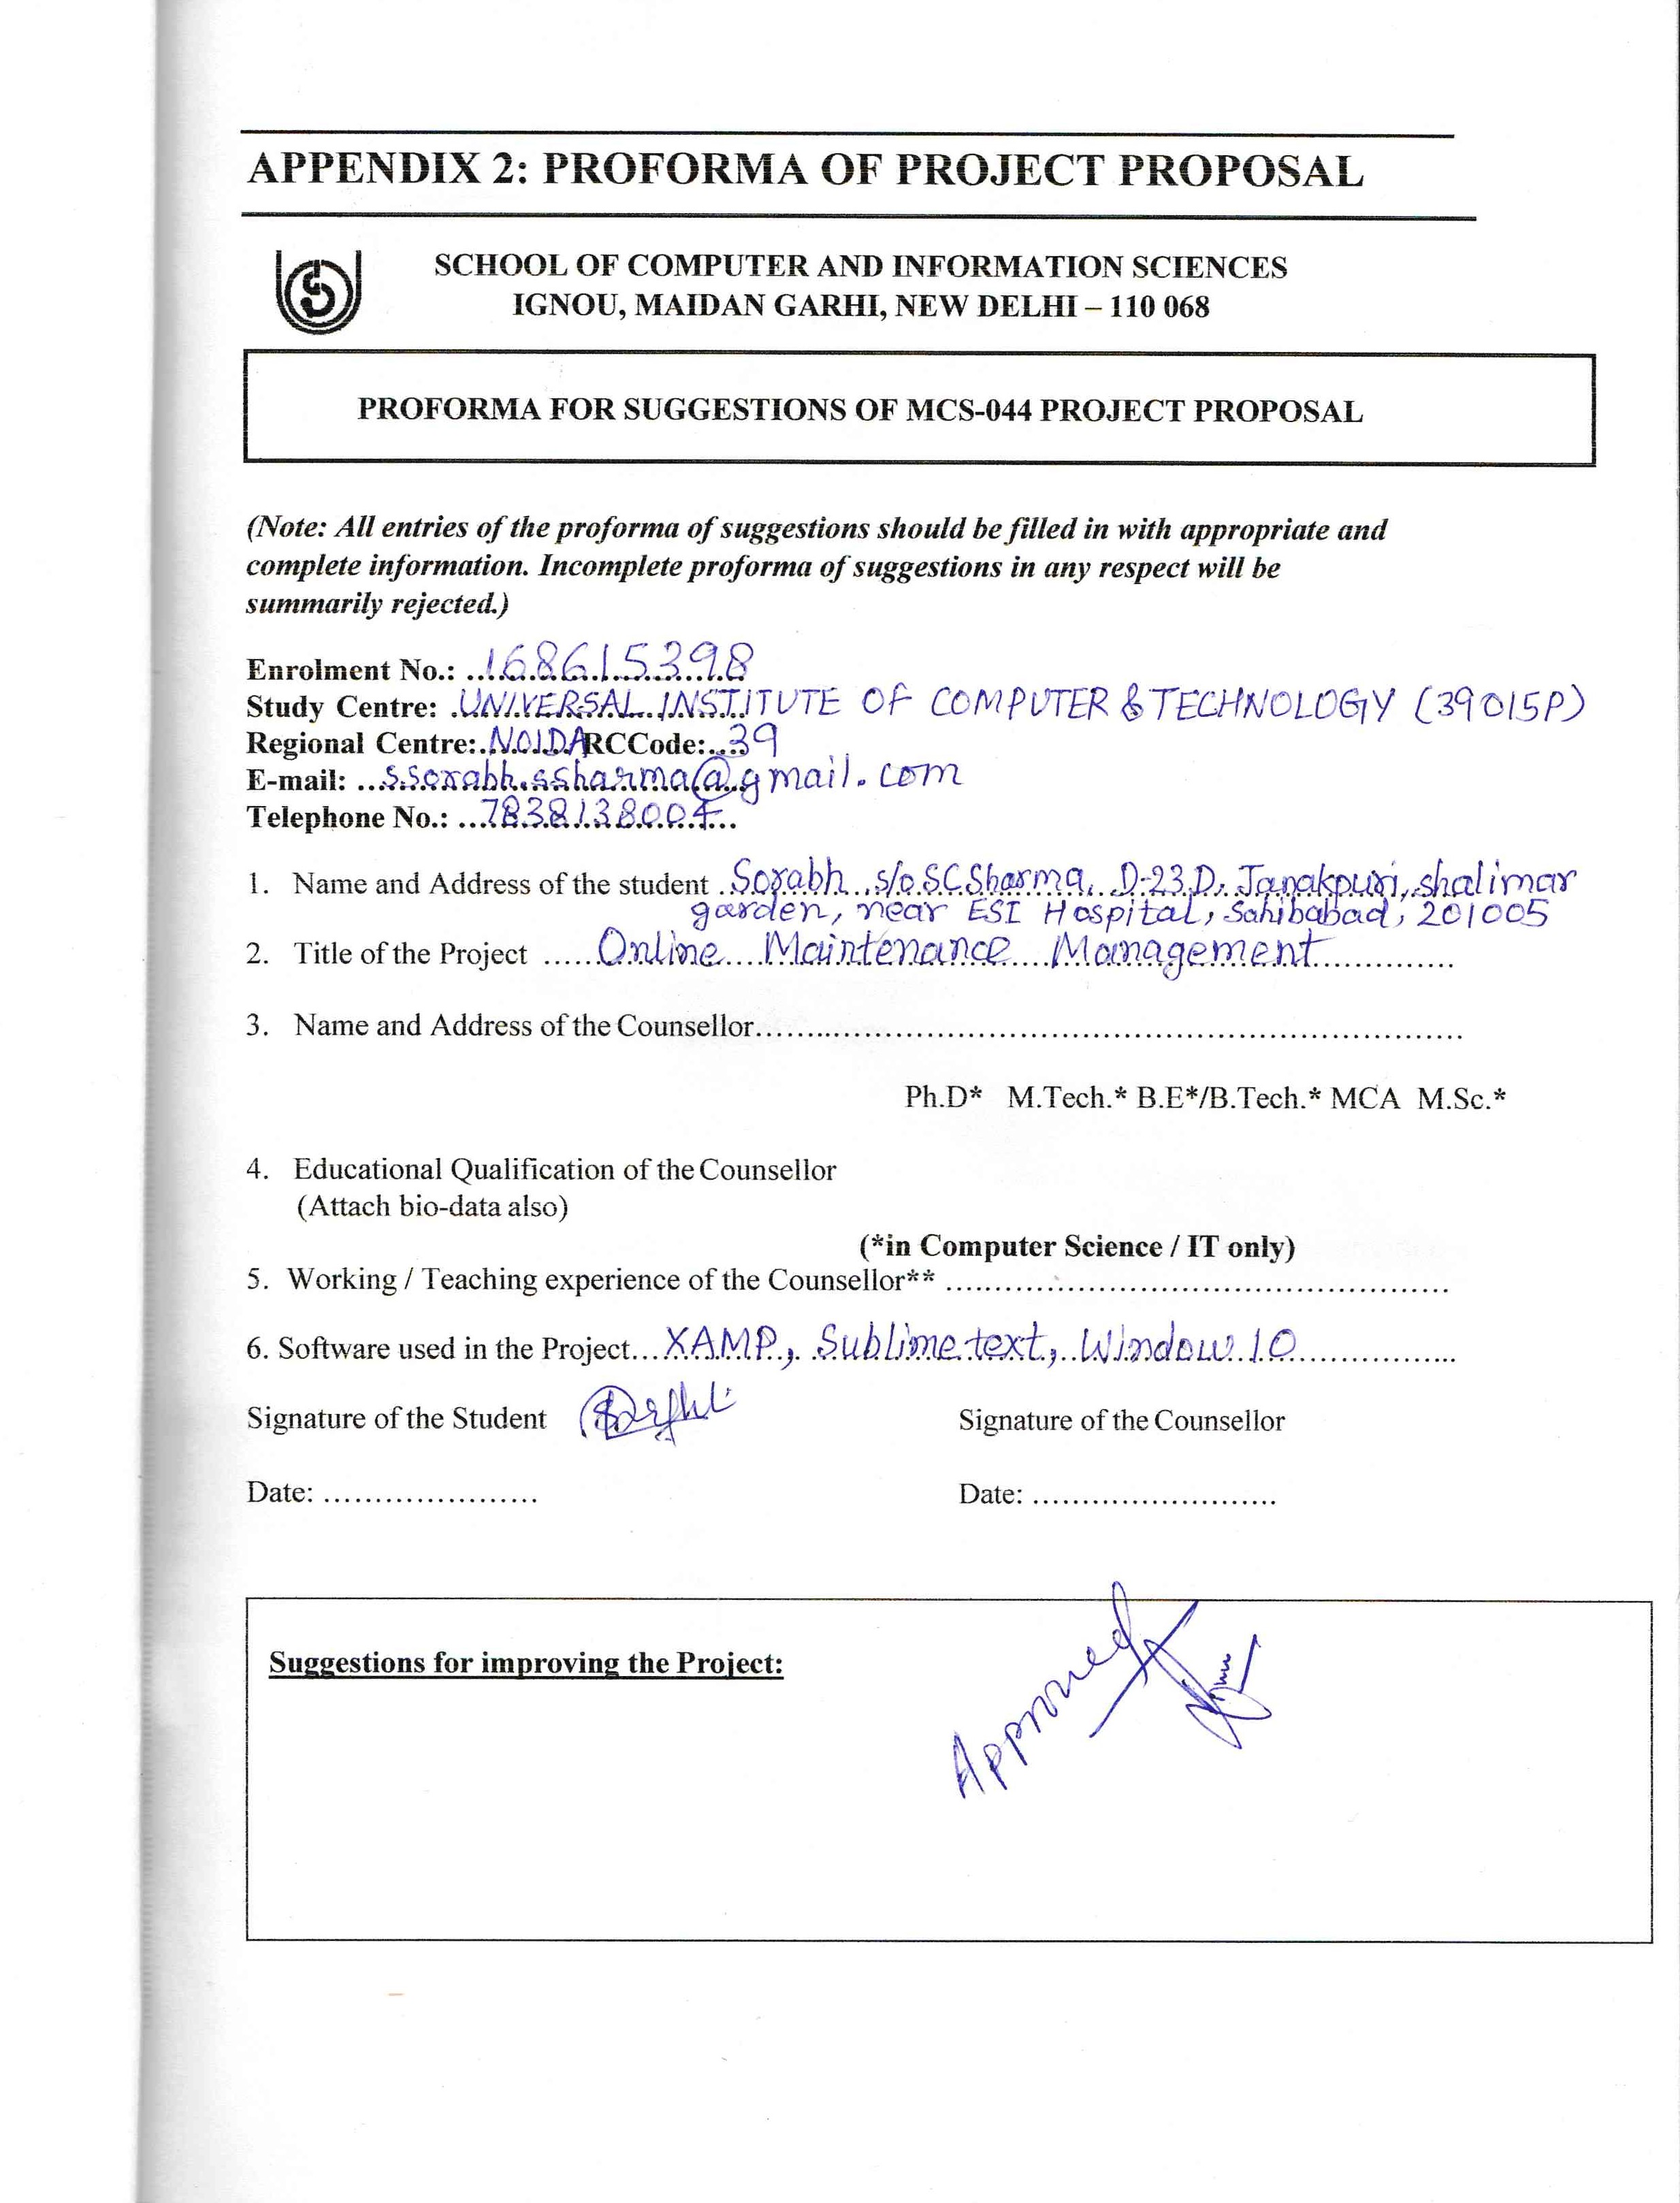 APPENDIX 2: PROFORMA OF PROJECT PROPOSAL
SCHOOL OF COMPUTER AND INFORMATION SCIENCES
IGNOU, MAIDAN GARHI, NEW DELHI – 110 068
PROFORMA FOR SUGGESTIONS OF MCS-044 PROJECT PROPOSAL
(Note: All entries of the proforma of suggestions should be filled in with appropriate and
complete information. Incomplete proforma of suggestions in any respect will be
summarily rejected.)
Enrolment No.: 168615398
Study Centre: UNIVERSAL INSTITUTE OF COMPUTER & TECHNOLOGY (39015P)
Regional Centre: NOIDA RCCode: 39
E-mail: s.sorabh.ssharma@gmail.com
Telephone No.: 7838138004
1. Name and Address of the student Sorabh s/o SC Sharma, D-23D, Janakpuri, shalimar
garden, near ESI Hospital, Sahibabad, 201005
2. Title of the Project Online Maintenance Management
3. Name and Address of the Counsellor
Ph.D* M.Tech.* B.E*/B.Tech.* MCA M.Sc.*
4. Educational Qualification of the Counsellor
(Attach bio-data also)
(*in Computer Science / IT only)
5. Working / Teaching experience of the Counsellor**
6. Software used in the Project XAMP, Sublime text, Window 10
Signature of the Student Signature of the Counsellor
Date: Date:
Suggestions for improving the Project:
Approved